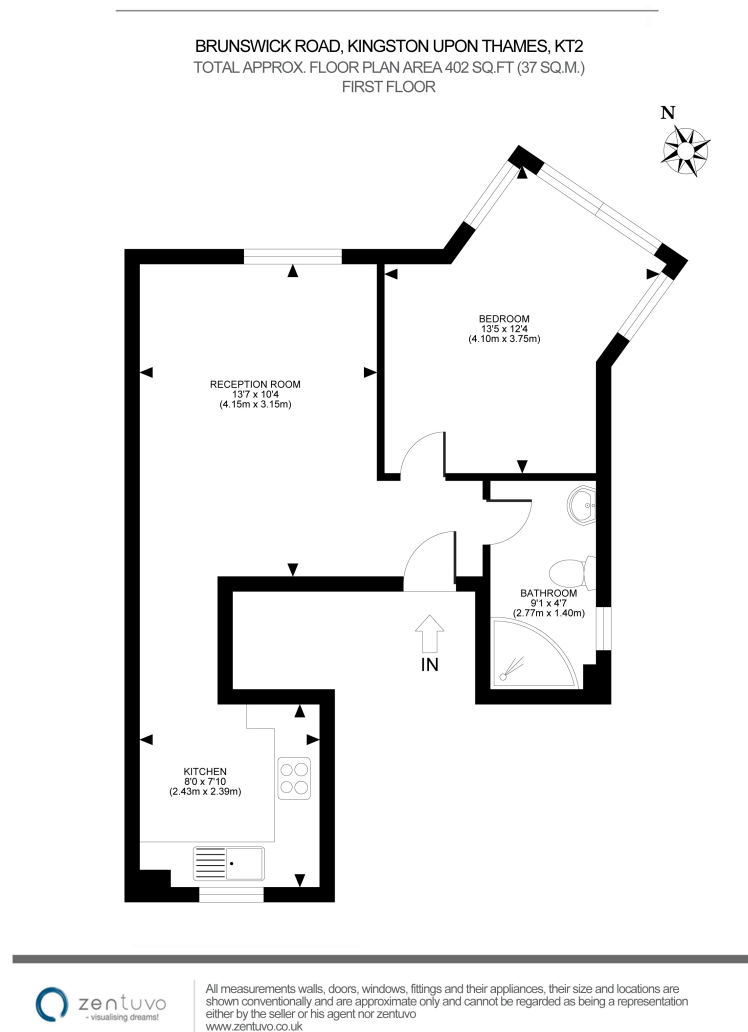 BRUNSWICK ROAD, KINGSTON UPON THAMES, KT2
TOTAL APPROX. FLOOR PLAN AREA 402 SQ.FT (37 SQ.M.)
FIRST FLOOR
N
BEDROOM
13'5 x 12'4
(4.10m x 3.75m)
RECEPTION ROOM
13'7 x 10'4
(4.15m x 3.15m)
BATHROOM
9'1 x 4'7
(2.77m x 1.40m)
IN
KITCHEN
8'0 x 7'10
(2.43m x 2.39m)
zentuvo
- visualising dreams!
All measurements walls, doors, windows, fittings and their appliances, their size and locations are
shown conventionally and are approximate only and cannot be regarded as being a representation
either by the seller or his agent nor zentuvo
www.zentuvo.co.uk